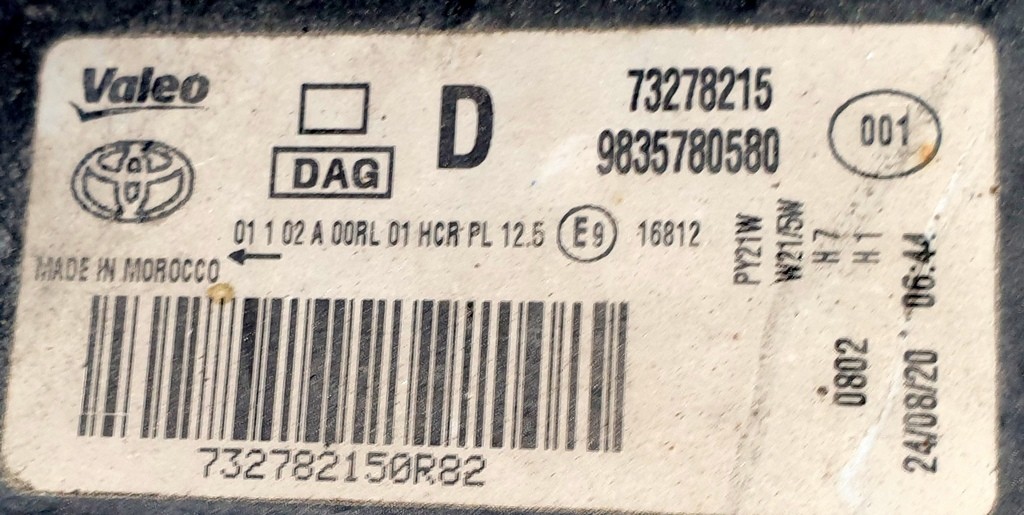 Valeo
DAG
D
73278215
9835780580
001
01 1 02 A 00RL 01 HCR PL 12.5 E9 16812
MADE IN MOROCCO
PY21W
W21/5W
H7
H1
0802
24/08/20 06:44
732782150R82